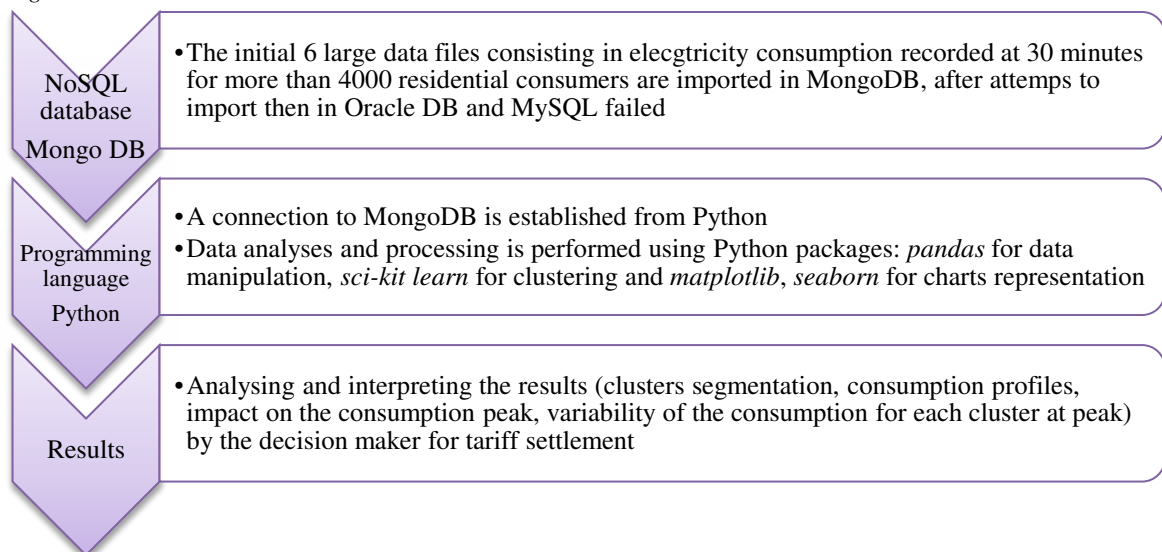 NoSQL
database
Mongo DB
•The initial 6 large data files consisting in elecgtricity consumption recorded at 30 minutes
for more than 4000 residential consumers are imported in MongoDB, after attemps to
import then in Oracle DB and MySQL failed
Programming
language
Python
•A connection to MongoDB is established from Python
•Data analyses and processing is performed using Python packages: pandas for data
manipulation, sci-kit learn for clustering and matplotlib, seaborn for charts representation
Results
•Analysing and interpreting the results (clusters segmentation, consumption profiles,
impact on the consumption peak, variability of the consumption for each cluster at peak)
by the decision maker for tariff settlement